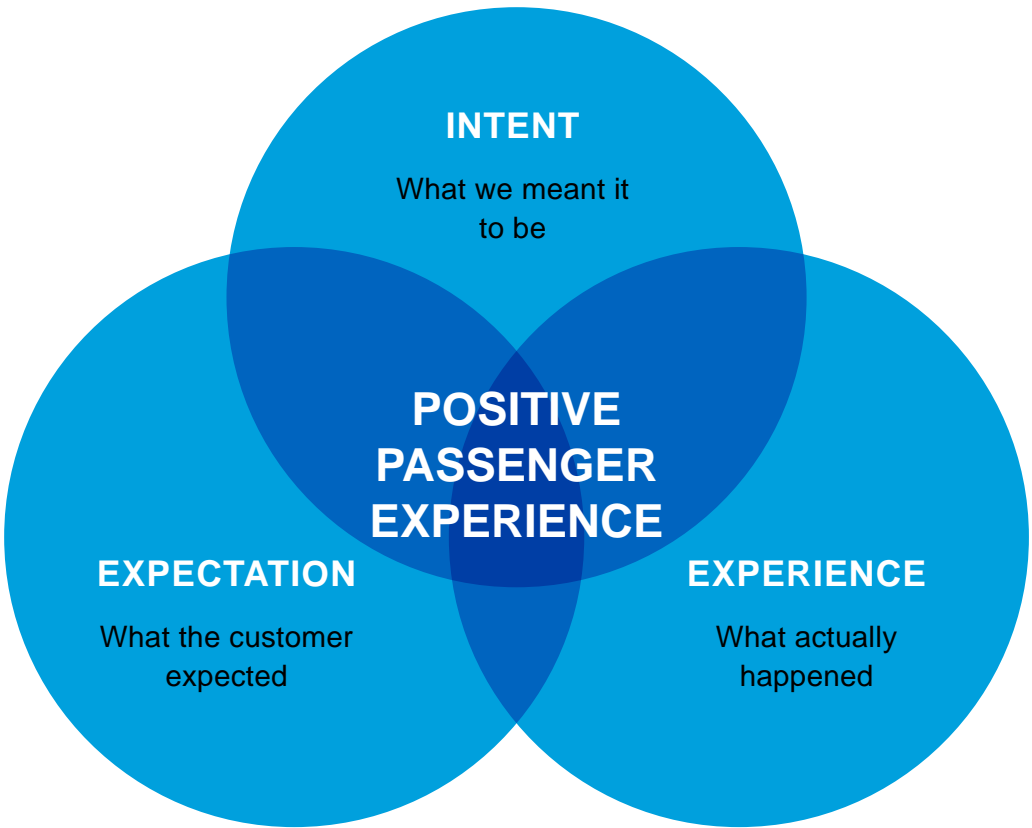 INTENT
What we meant it
to be
POSITIVE
PASSENGER
EXPERIENCE
EXPECTATION
What the customer
expected
EXPERIENCE
What actually
happened